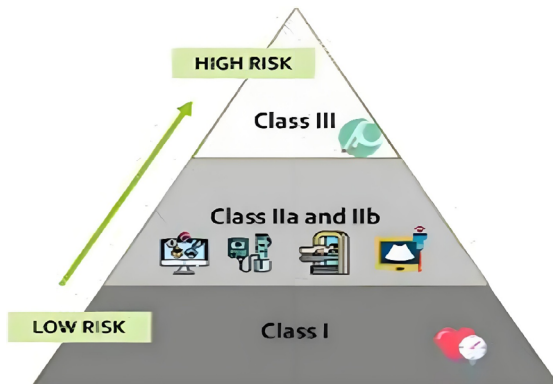 HIGH RISK
Class III
Class IIa and IIb
LOW RISK
Class I